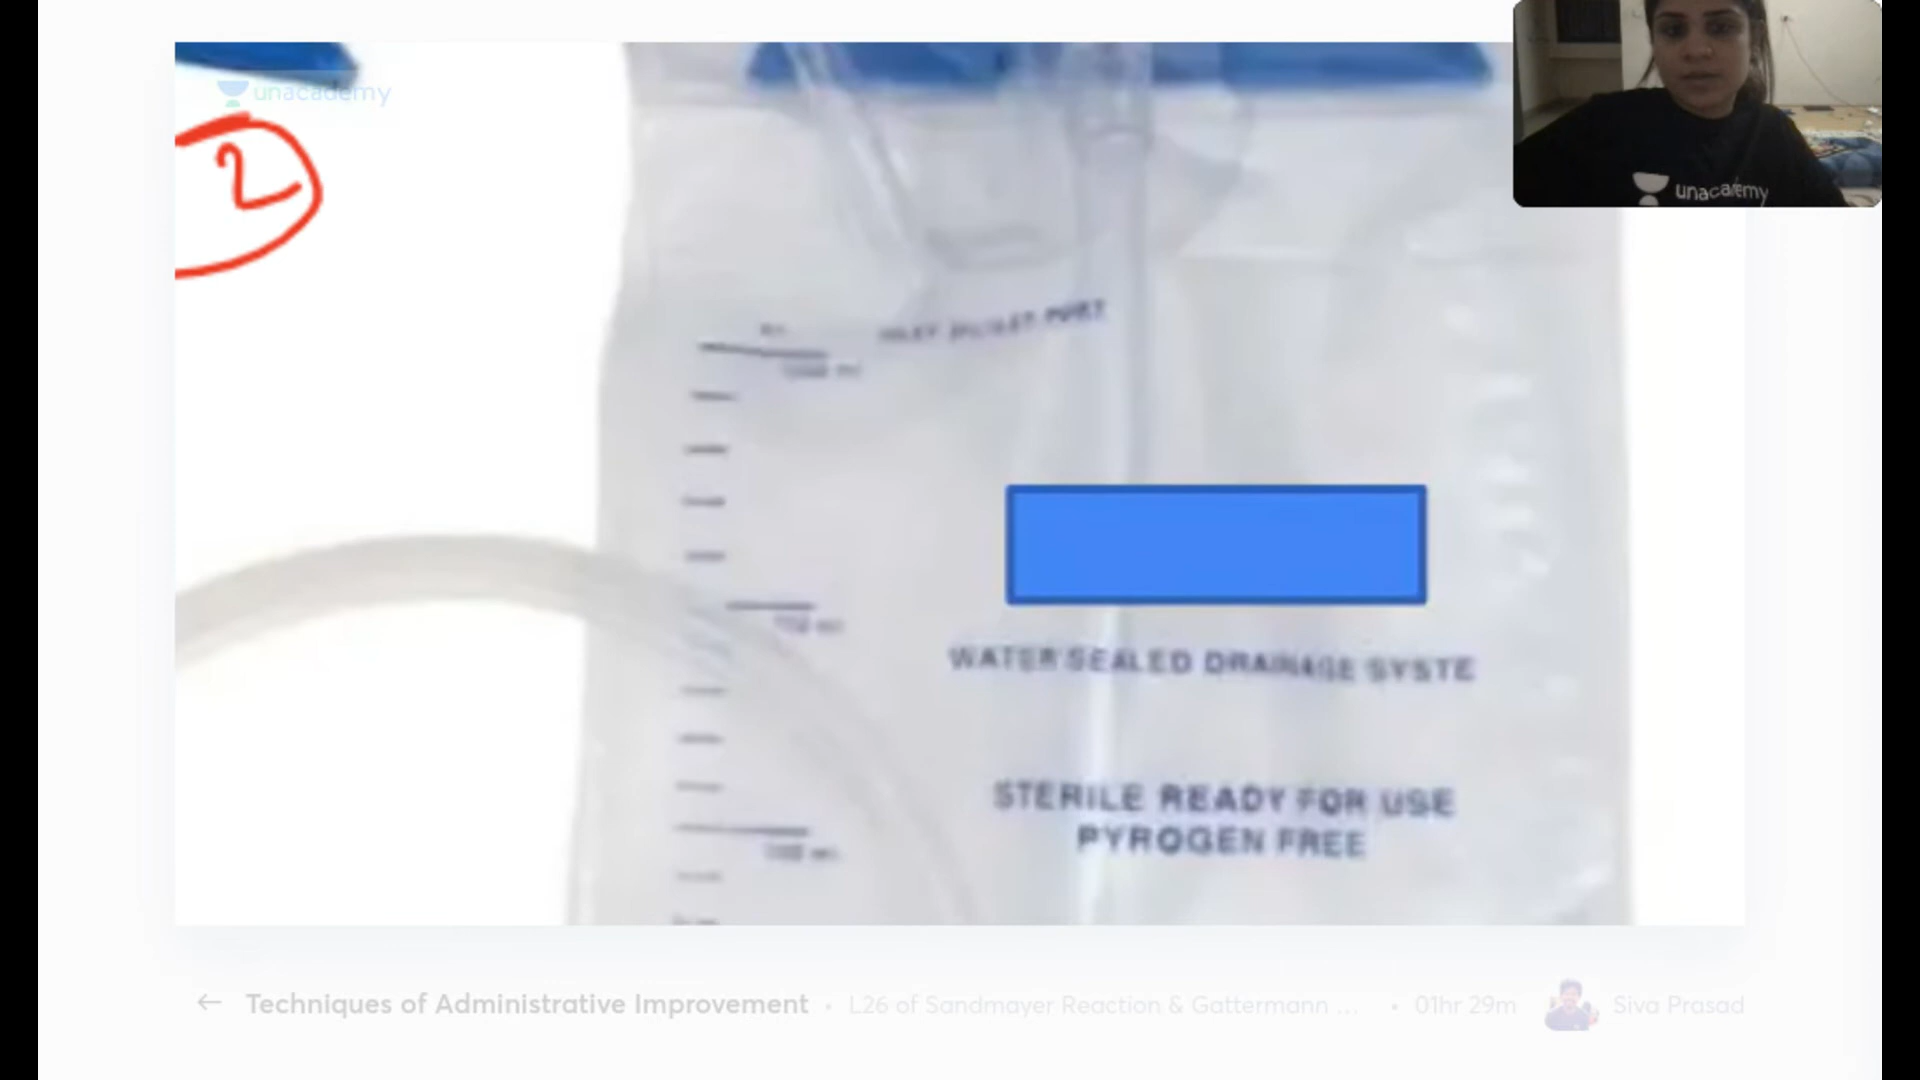 unacademy
2
unacademy
WATER SEALED DRAINAGE SYSTE
STERILE READY FOR USE
PYROGEN FREE
Techniques of Administrative Improvement • L26 of Sandmayer Reaction & Gattermann ... • 01hr 29m Siva Prasad